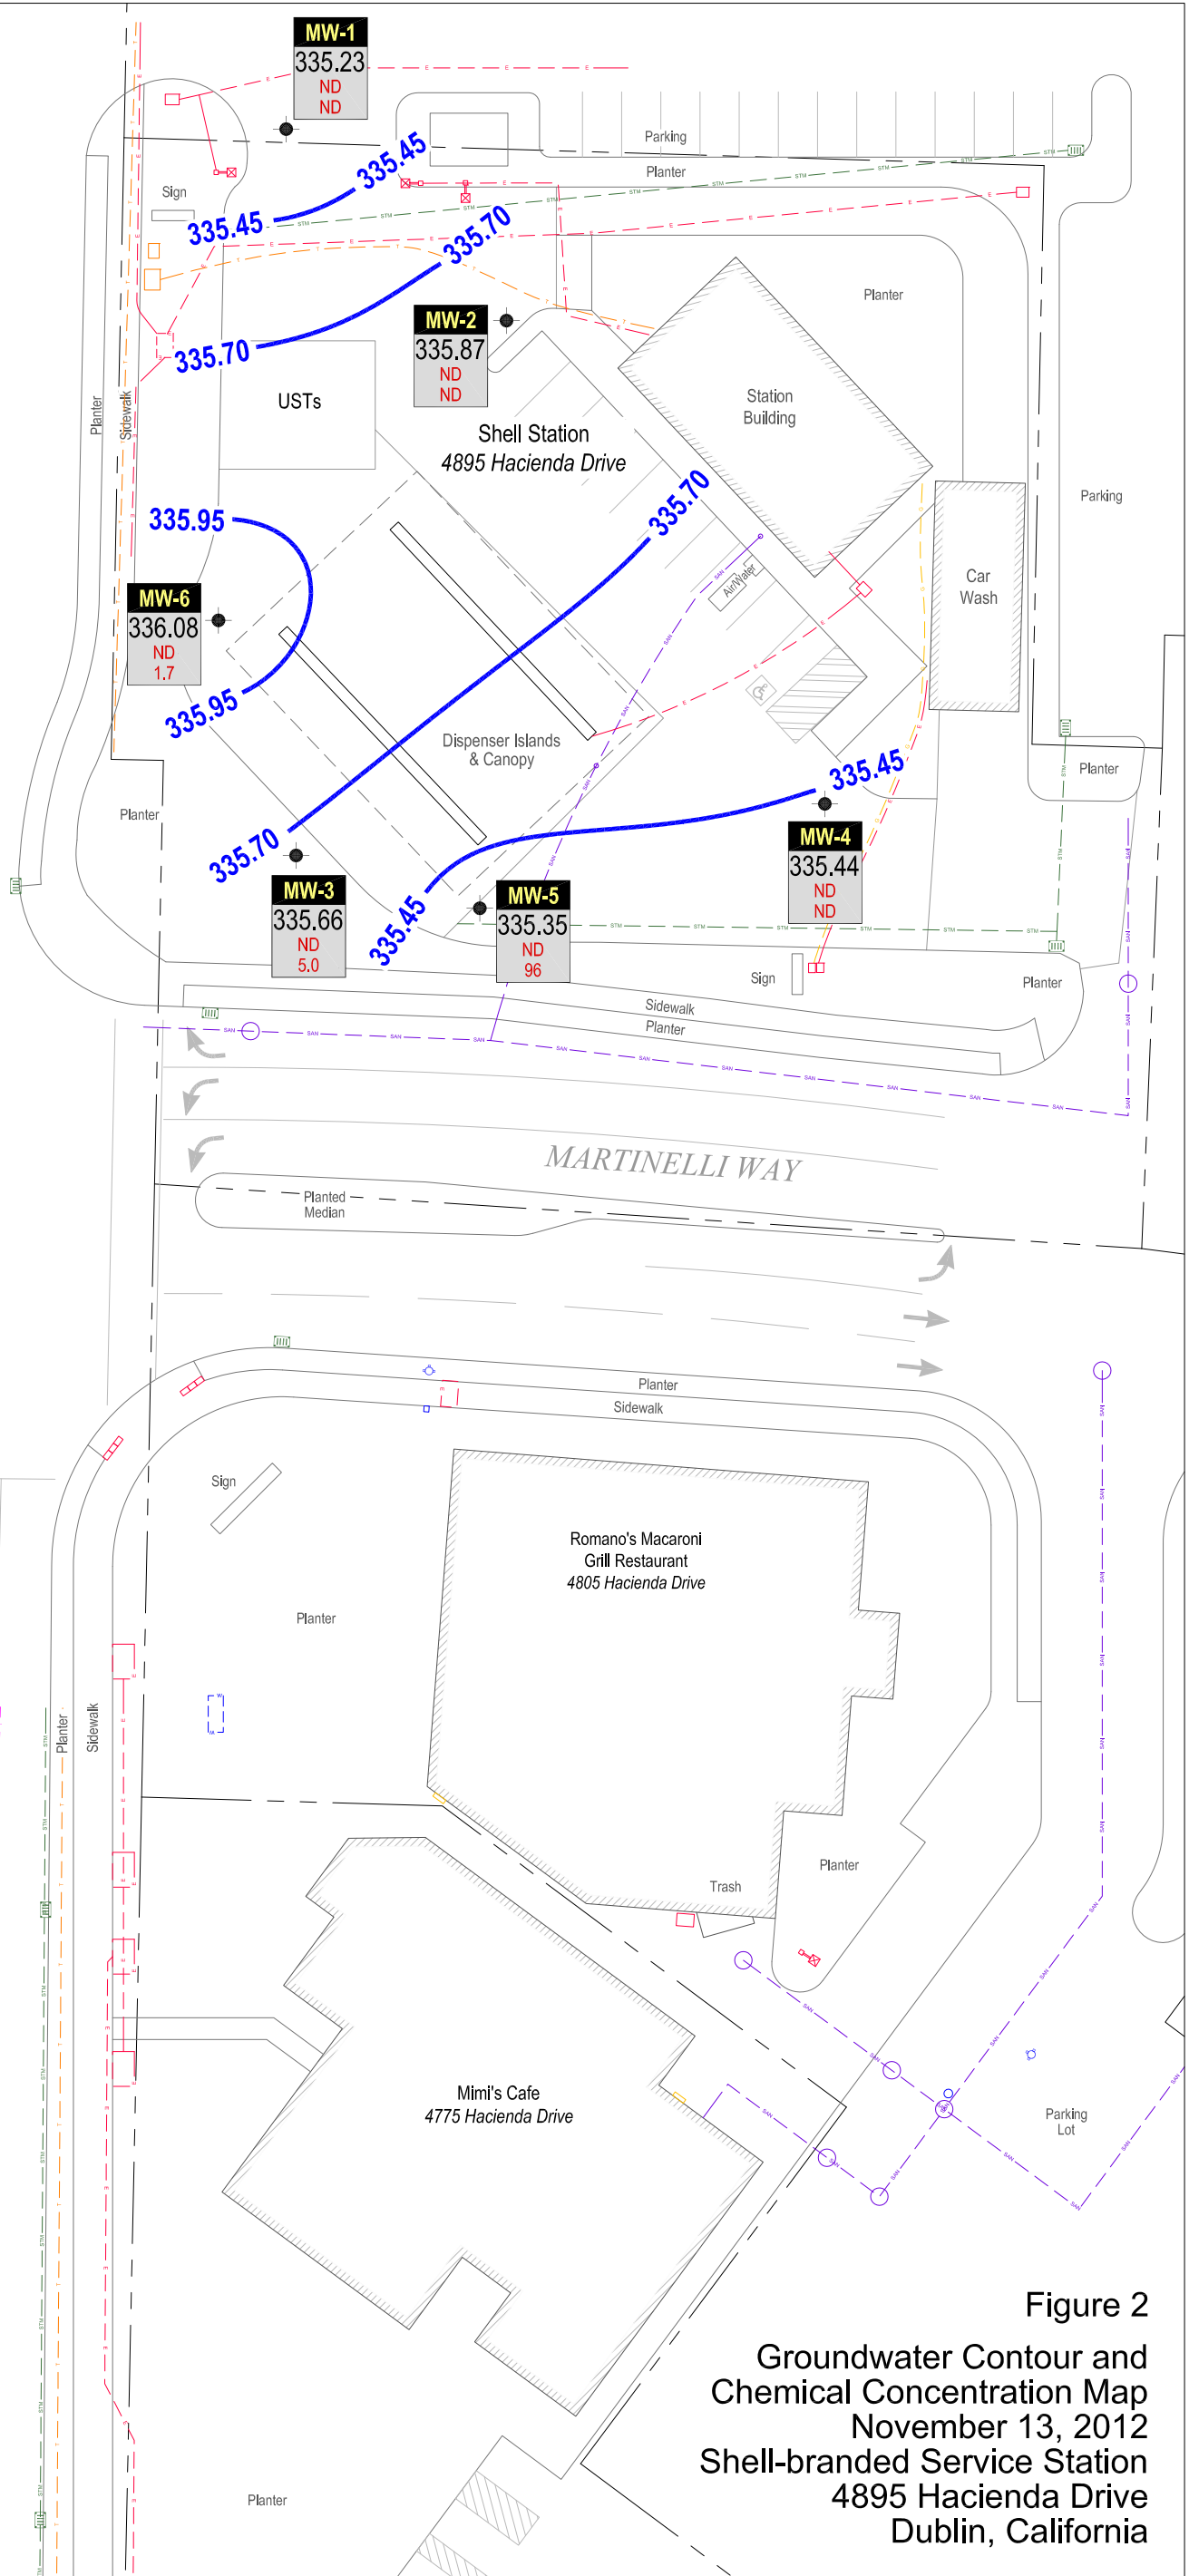 MW-1
335.23
ND
ND
Parking
335.45
Planter
Sign
335.45
335.70
Planter
MW-2
335.87
ND
ND
335.70
Station
Building
USTs
Planter
Sidewalk
Shell Station
4895 Hacienda Drive
335.70
Parking
335.95
Air/Water
Car
Wash
MW-6
336.08
ND
1.7
335.95
Dispenser Islands
& Canopy
335.45
Planter
Planter
335.70
MW-4
335.44
ND
ND
MW-3
335.66
ND
5.0
335.45
MW-5
335.35
ND
96
Sign
Planter
Sidewalk
Planter
MARTINELLI WAY
Planted
Median
Planter
Sidewalk
Sign
Romano's Macaroni
Grill Restaurant
4805 Hacienda Drive
Planter
Planter
Sidewalk
Planter
Trash
Mimi's Cafe
4775 Hacienda Drive
Parking
Lot
Figure 2
Groundwater Contour and
Chemical Concentration Map
November 13, 2012
Shell-branded Service Station
4895 Hacienda Drive
Dublin, California
Planter